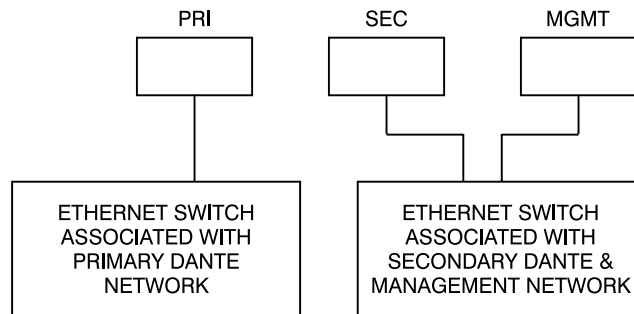 PRI
SEC
MGMT
ETHERNET SWITCH
ASSOCIATED WITH
PRIMARY DANTE
NETWORK
ETHERNET SWITCH
ASSOCIATED WITH
SECONDARY DANTE &
MANAGEMENT NETWORK